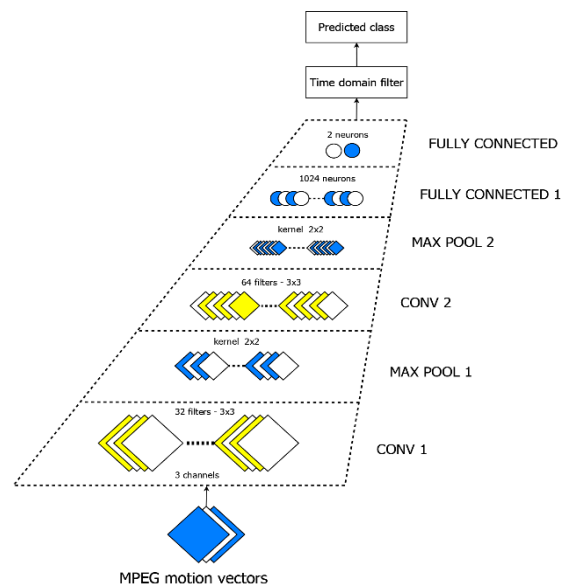 Predicted class
Time domain filter
2 neurons
FULLY CONNECTED
1024 neurons
FULLY CONNECTED 1
kernel 2x2
MAX POOL 2
64 filters - 3x3
CONV 2
kernel 2x2
MAX POOL 1
32 filters - 3x3
CONV 1
3 channels
MPEG motion vectors